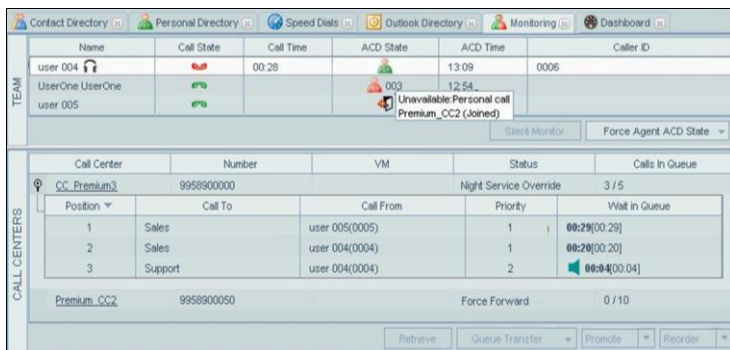 Contact Directory Personal Directory Speed Dials Outlook Directory Monitoring Dashboard
TEAM
Name Call State Call Time ACD State ACD Time Caller ID
user 004 00:28 13:09 0006
UserOne UserOne 003 12:54
user 005
Unavailable:Personal call
Premium_CC2 (Joined)
Silent Monitor Force Agent ACD State
CALL CENTERS
Call Center Number VM Status Calls In Queue
CC_Premium3 9958900000 Night Service Override 3 / 5
Position Call To Call From Priority Wait in Queue
1 Sales user 005(0005) 1 00:29[00:29]
2 Sales user 004(0004) 1 00:20[00:20]
3 Support user 004(0004) 2 00:04[00:04]
Premium_CC2 9958900050 Force Forward 0 / 10
Retrieve Queue Transfer Promote Reorder